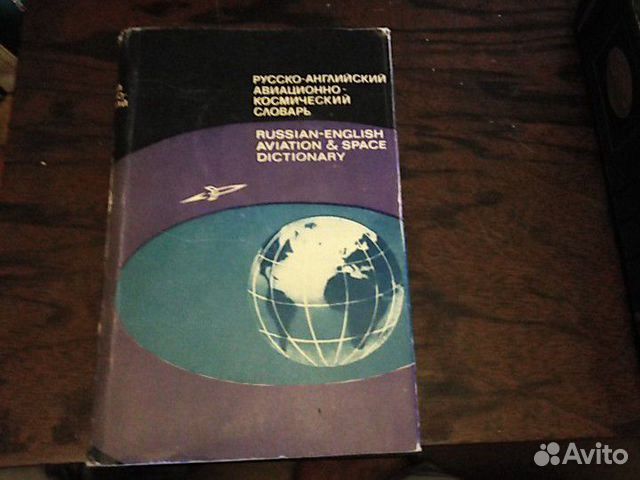 РУССКО-АНГЛИЙСКИЙ
АВИАЦИОННО-
КОСМИЧЕСКИЙ
СЛОВАРЬ
RUSSIAN-ENGLISH
AVIATION & SPACE
DICTIONARY
Avito